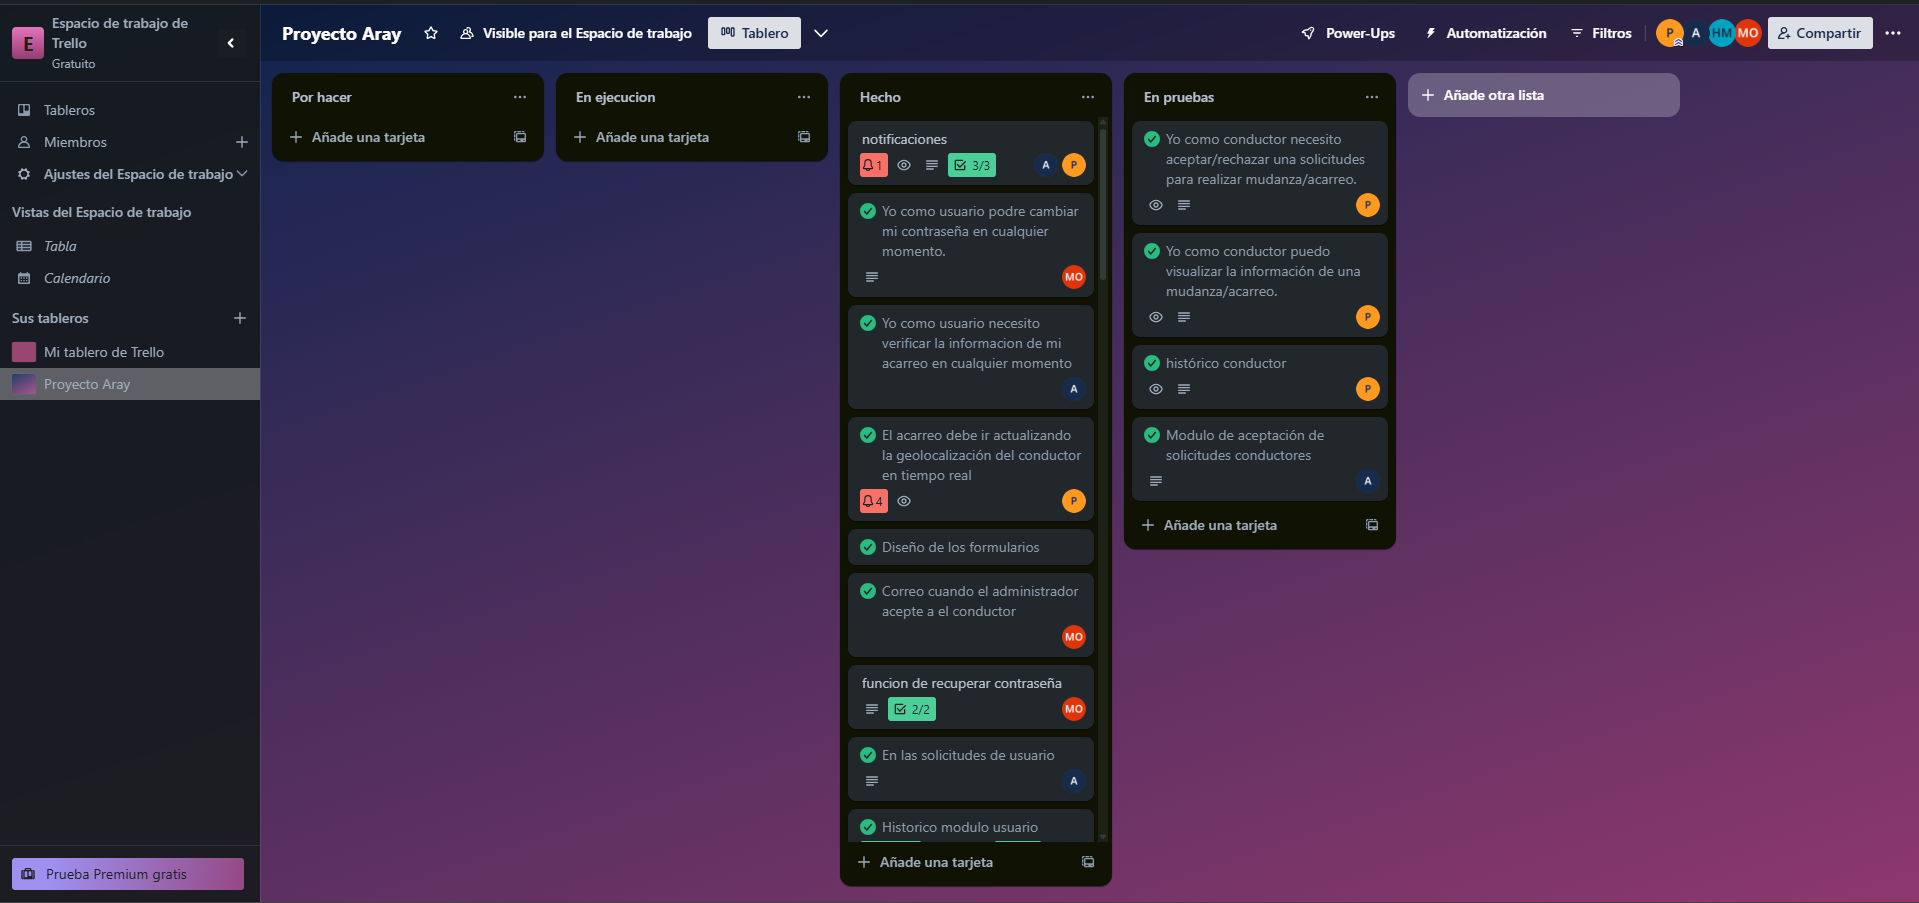 E
Espacio de trabajo de
Trello
Gratuito
Tableros
Miembros
Ajustes del Espacio de trabajo
Vistas del Espacio de trabajo
Tabla
Calendario
Sus tableros
Mi tablero de Trello
Proyecto Aray
Prueba Premium gratis
Proyecto Aray
Visible para el Espacio de trabajo
Tablero
Power-Ups
Automatización
Filtros
P
A
HM
MO
Compartir
Por hacer
Añade una tarjeta
En ejecucion
Añade una tarjeta
Hecho
notificaciones
1
3/3
A
P
Yo como usuario podre cambiar
mi contraseña en cualquier
momento.
MO
Yo como usuario necesito
verificar la informacion de mi
acarreo en cualquier momento
A
El acarreo debe ir actualizando
la geolocalización del conductor
en tiempo real
4
P
Diseño de los formularios
Correo cuando el administrador
acepte a el conductor
MO
funcion de recuperar contraseña
2/2
MO
En las solicitudes de usuario
A
Historico modulo usuario
Añade una tarjeta
En pruebas
Yo como conductor necesito
aceptar/rechazar una solicitudes
para realizar mudanza/acarreo.
P
Yo como conductor puedo
visualizar la información de una
mudanza/acarreo.
P
histórico conductor
P
Modulo de aceptación de
solicitudes conductores
A
Añade una tarjeta
Añade otra lista